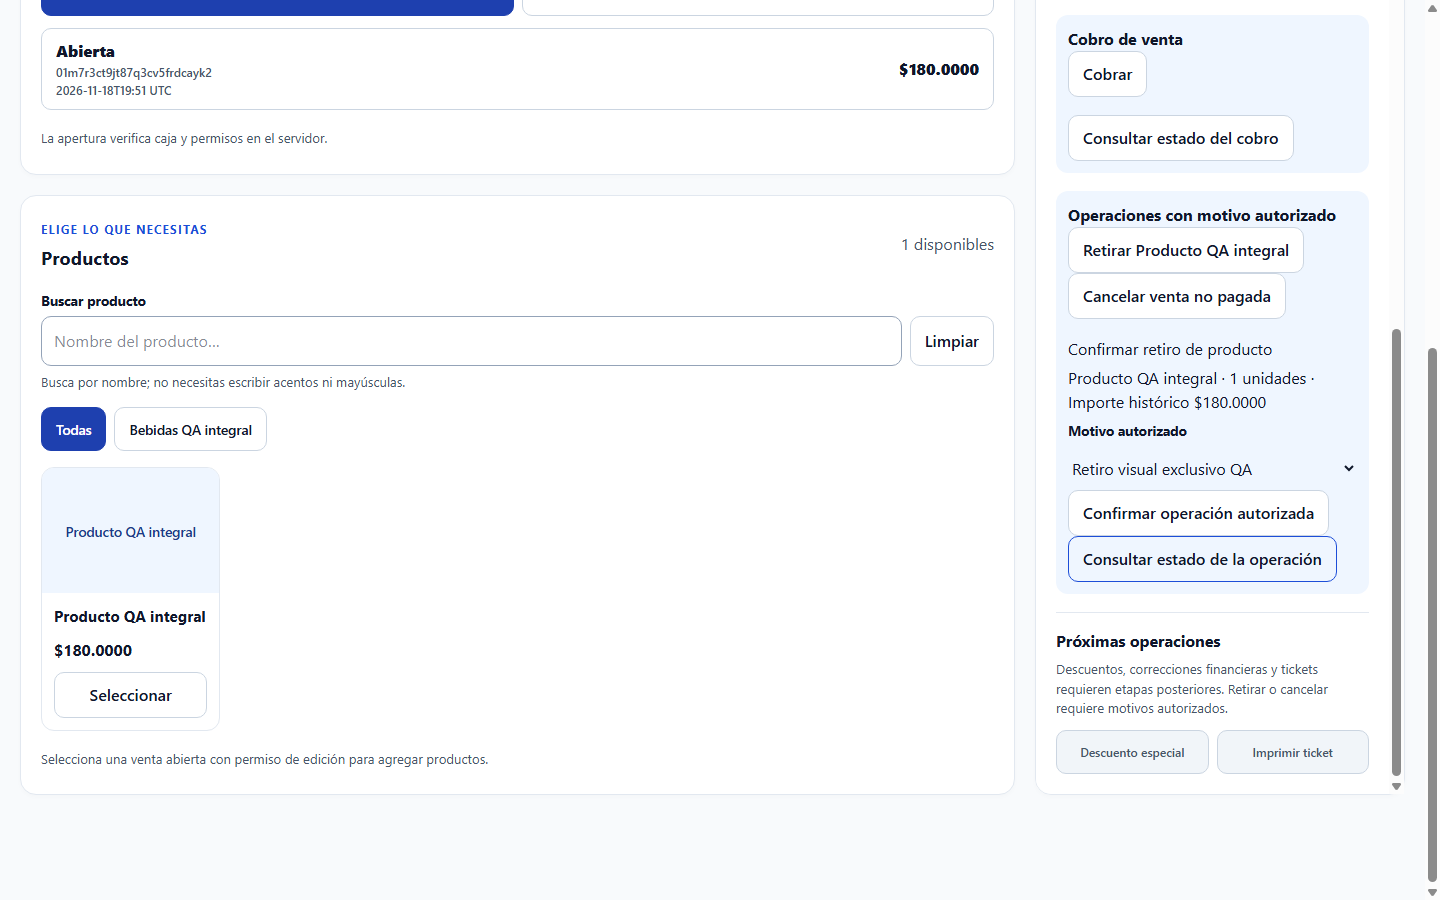 Abierta
01m7r3ct9jt87q3cv5frdcayk2
2026-11-18T19:51 UTC
$180.0000
La apertura verifica caja y permisos en el servidor.
ELIGE LO QUE NECESITAS
Productos
1 disponibles
Buscar producto
Nombre del producto...
Limpiar
Busca por nombre; no necesitas escribir acentos ni mayúsculas.
Todas
Bebidas QA integral
Producto QA integral
Producto QA integral
$180.0000
Seleccionar
Selecciona una venta abierta con permiso de edición para agregar productos.
Cobro de venta
Cobrar
Consultar estado del cobro
Operaciones con motivo autorizado
Retirar Producto QA integral
Cancelar venta no pagada
Confirmar retiro de producto
Producto QA integral · 1 unidades ·
Importe histórico $180.0000
Motivo autorizado
Retiro visual exclusivo QA
Confirmar operación autorizada
Consultar estado de la operación
Próximas operaciones
Descuentos, correcciones financieras y tickets
requieren etapas posteriores. Retirar o cancelar
requiere motivos autorizados.
Descuento especial
Imprimir ticket